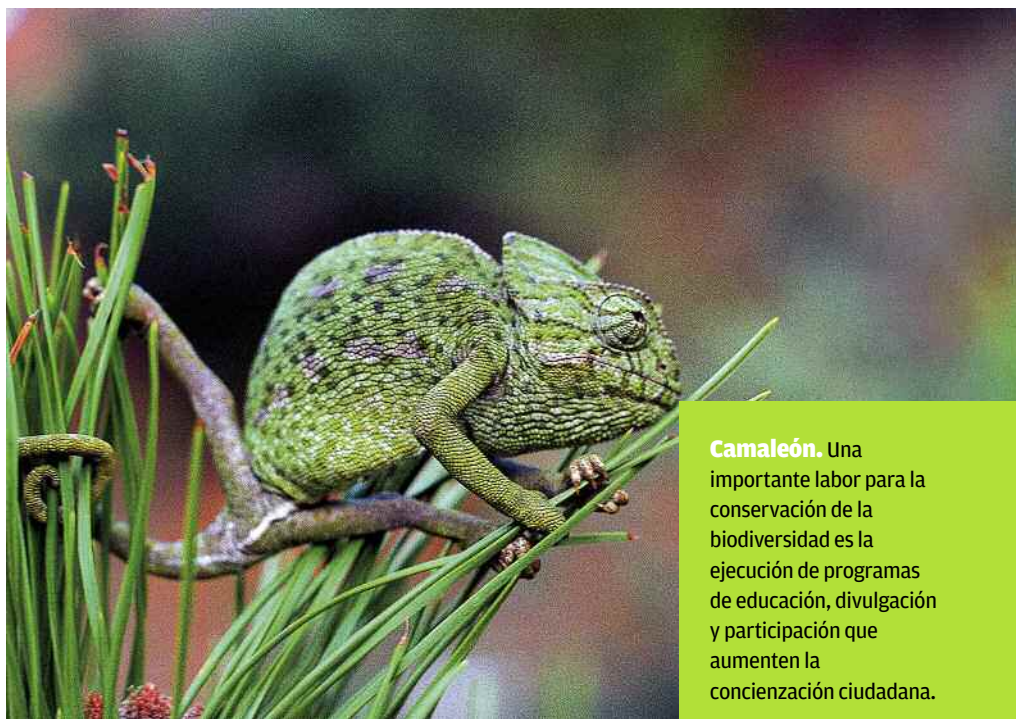 Camaleón. Una
importante labor para la
conservación de la
biodiversidad es la
ejecución de programas
de educación, divulgación
y participación que
aumenten la
concienzación ciudadana.